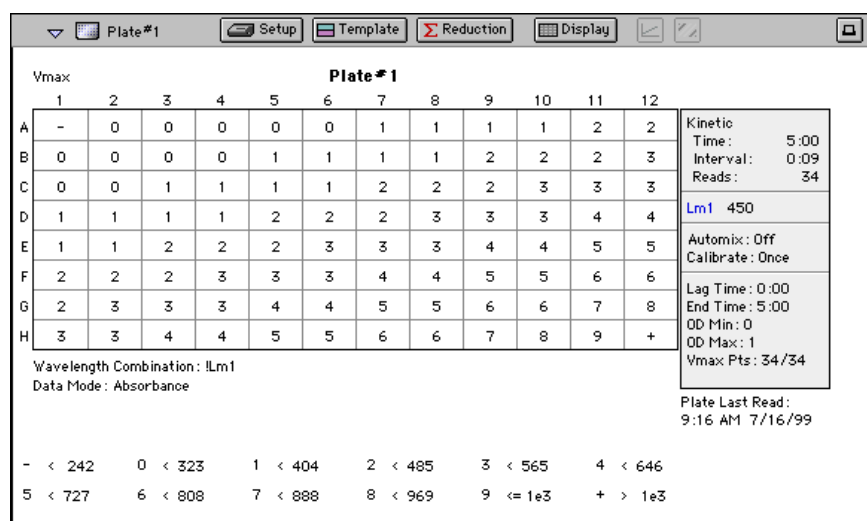 Plate#1 Setup Template Reduction Display
Vmax Plate#1
1 2 3 4 5 6 7 8 9 10 11 12
A - 0 0 0 0 0 1 1 1 1 2 2
B 0 0 0 0 1 1 1 1 2 2 2 3
C 0 0 1 1 1 1 2 2 2 3 3 3
D 1 1 1 1 2 2 2 3 3 3 4 4
E 1 1 2 2 2 3 3 3 4 4 5 5
F 2 2 2 3 3 3 4 4 5 5 6 6
G 2 3 3 3 4 4 5 5 6 6 7 8
H 3 3 4 4 5 5 6 6 7 8 9 +
Kinetic
Time: 5:00
Interval: 0:09
Reads: 34
Lm1 450
Automix: Off
Calibrate: Once
Lag Time: 0:00
End Time: 5:00
OD Min: 0
OD Max: 1
Vmax Pts: 34/34
Wavelength Combination: !Lm1
Data Mode: Absorbance
Plate Last Read:
9:16 AM 7/16/99
- < 242 0 < 323 1 < 404 2 < 485 3 < 565 4 < 646
5 < 727 6 < 808 7 < 888 8 < 969 9 <= 1e3 + > 1e3